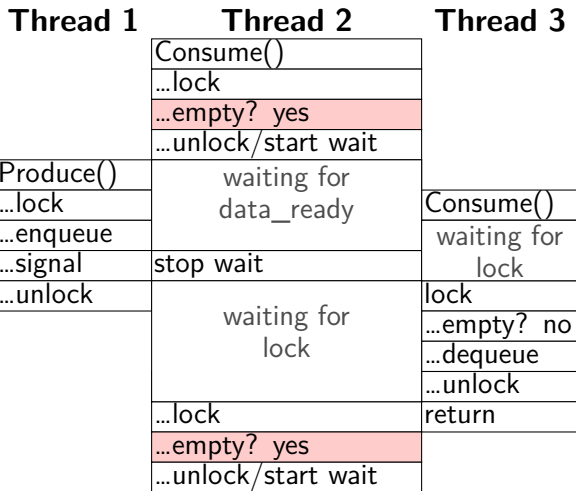 Thread 1 Thread 2 Thread 3
Consume()
...lock
...empty? yes
...unlock/start wait
Produce() waiting for
...lock data_ready Consume()
...enqueue waiting for
...signal stop wait lock
...unlock lock
waiting for ...empty? no
lock ...dequeue
...unlock
...lock return
...empty? yes
...unlock/start wait